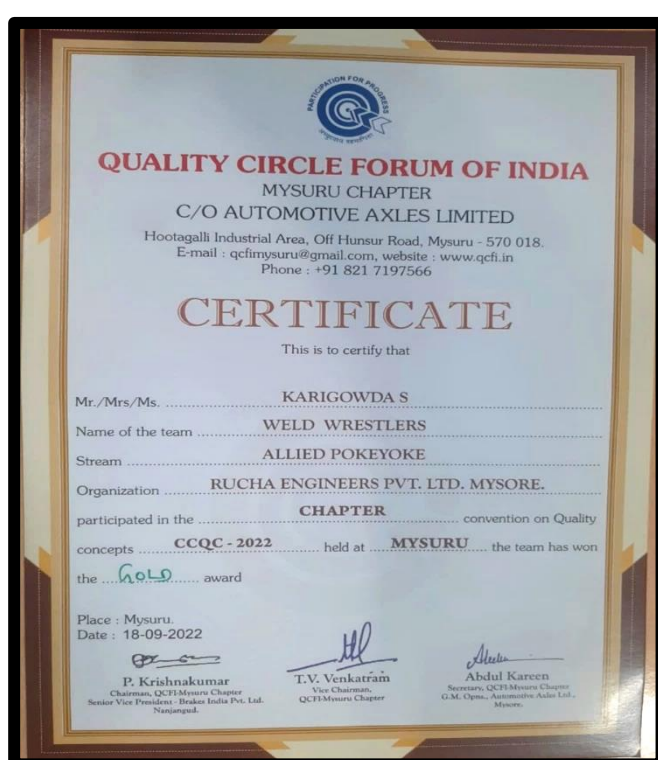 PARTICIPATION FOR PROGRESS
QUALITY CIRCLE FORUM OF INDIA
MYSURU CHAPTER
C/O AUTOMOTIVE AXLES LIMITED
Hootagalli Industrial Area, Off Hunsur Road, Mysuru - 570 018.
E-mail : qcfimysuru@gmail.com, website : www.qcfi.in
Phone : +91 821 7197566
CERTIFICATE
This is to certify that
Mr./Mrs/Ms. KARIGOWDA S
Name of the team WELD WRESTLERS
Stream ALLIED POKEYOKE
Organization RUCHA ENGINEERS PVT. LTD. MYSORE.
participated in the CHAPTER convention on Quality
concepts CCQC - 2022 held at MYSURU the team has won
the GOLD award
Place : Mysuru.
Date : 18-09-2022
P. Krishnakumar
Chairman, QCFI-Mysuru Chapter
Senior Vice President - Brakes India Pvt. Ltd.
Nanjangud.
T.V. Venkatram
Vice Chairman,
QCFI-Mysuru Chapter
Abdul Kareen
Secretary, QCFI Mysuru Chapter
G.M. Opns., Automotive Axles Ltd.,
Mysore.